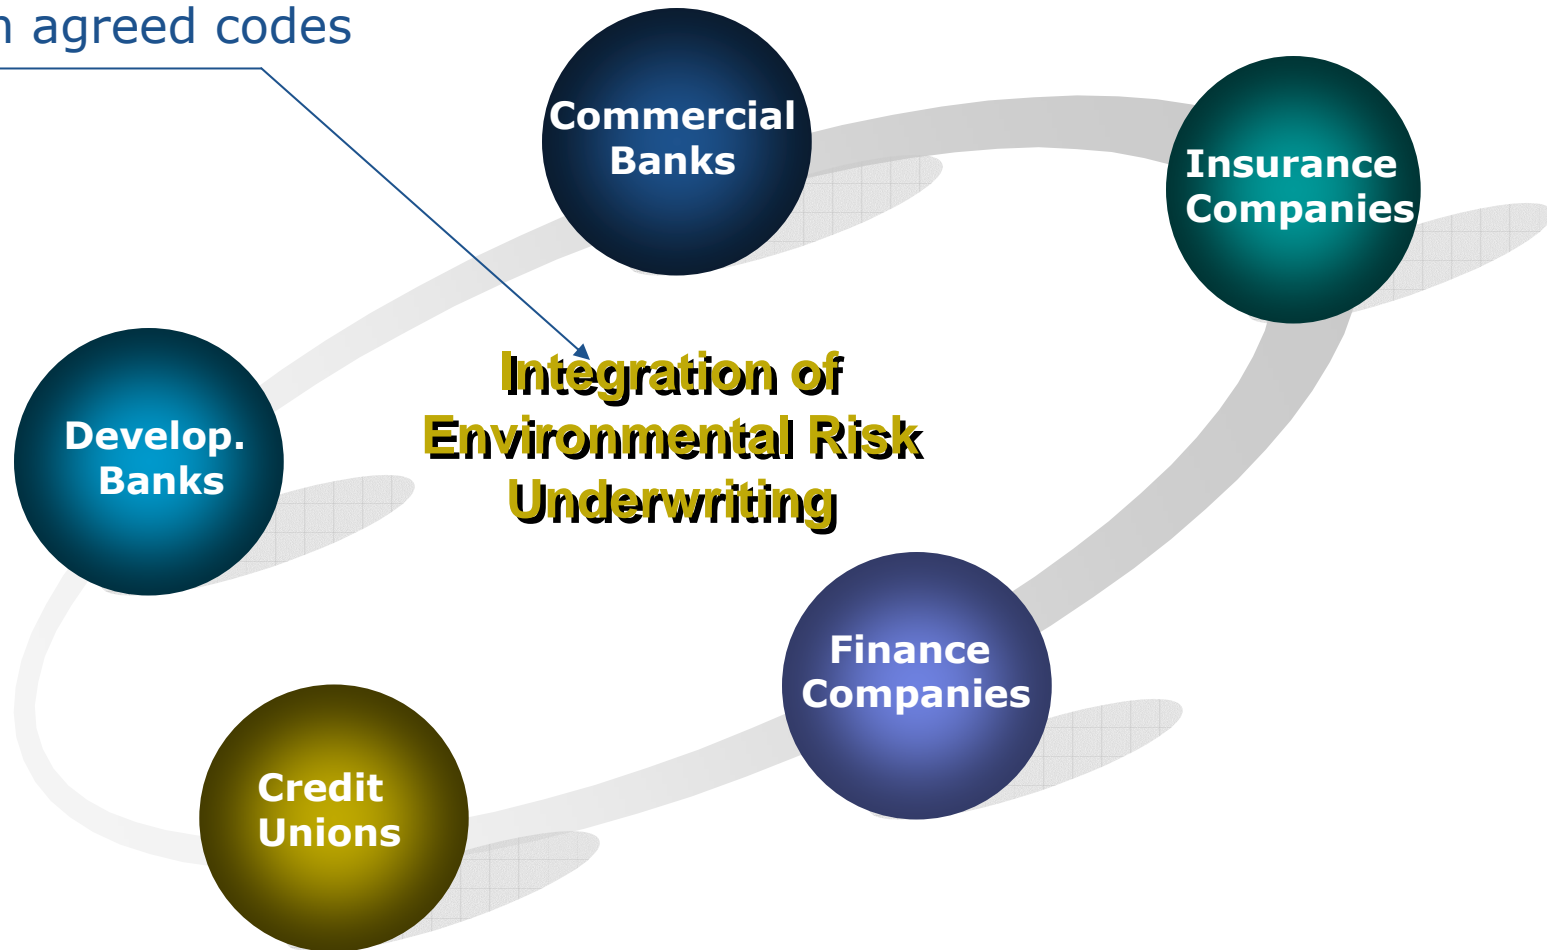 agreed codes
Commercial
Banks
Insurance
Companies
Integration of
Environmental Risk
Underwriting
Develop.
Banks
Finance
Companies
Credit
Unions